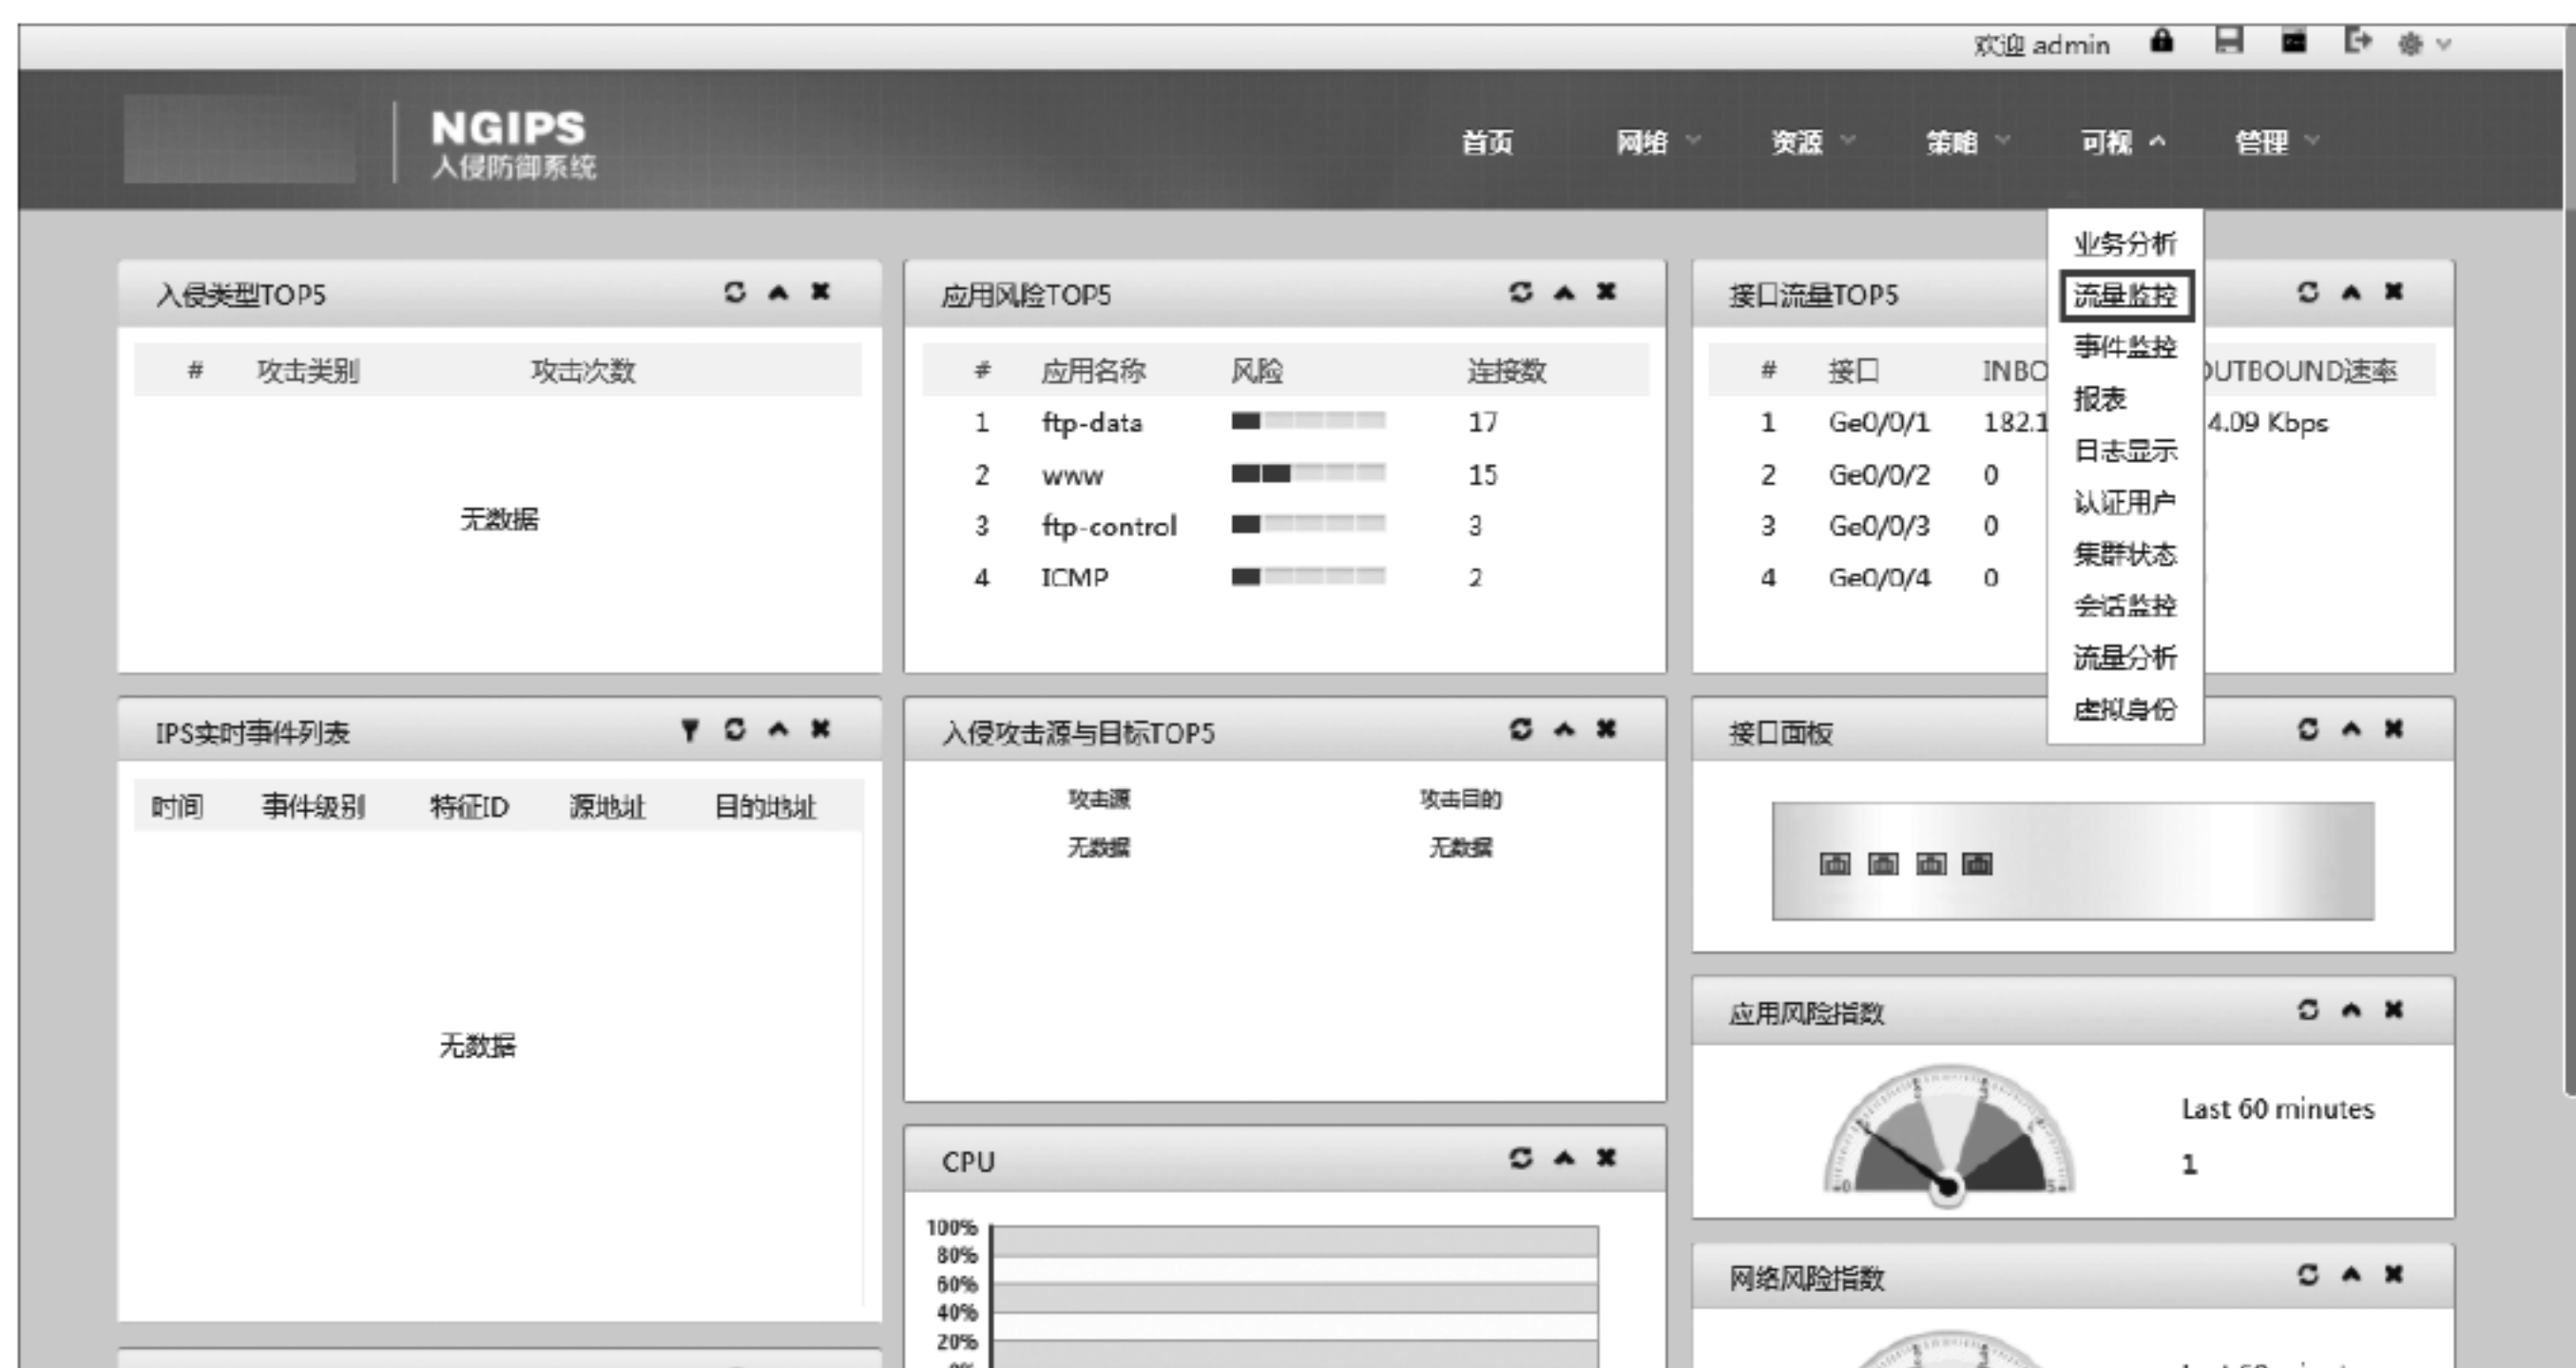 欢迎 admin
NGIPS
入侵防御系统
首页 网络 资源 策略 可视 管理
业务分析
流量监控
事件监控
报表
日志显示
认证用户
集群状态
会话监控
流量分析
虚拟身份
入侵类型TOP5
# 攻击类别 攻击次数
无数据
应用风险TOP5
# 应用名称 风险 连接数
1 ftp-data 17
2 www 15
3 ftp-control 3
4 ICMP 2
接口流量TOP5
# 接口 INBO UTBOUND速率
1 Ge0/0/1 182.1 4.09 Kbps
2 Ge0/0/2 0
3 Ge0/0/3 0
4 Ge0/0/4 0
IPS实时事件列表
时间 事件级别 特征ID 源地址 目的地址
无数据
入侵攻击源与目标TOP5
攻击源 攻击目的
无数据 无数据
接口面板
应用风险指数
Last 60 minutes
1
CPU
100%
80%
60%
40%
20%
网络风险指数